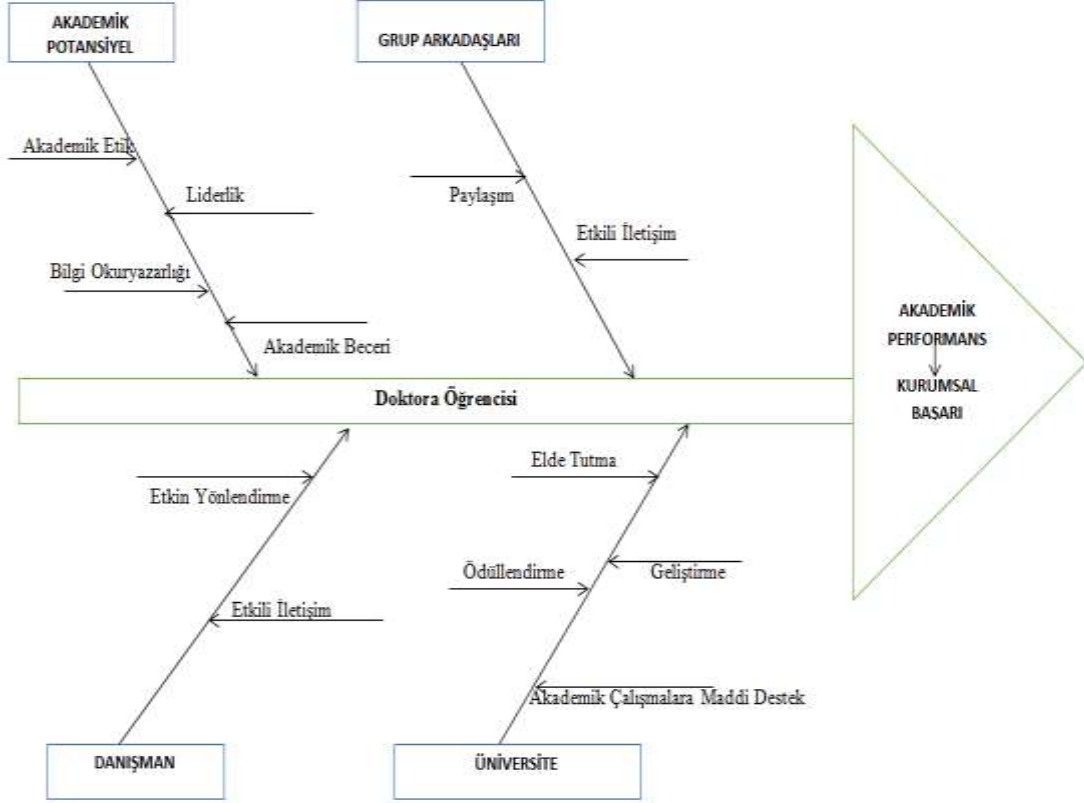 AKADEMİK
POTANSİYEL
GRUP ARKADAŞLARI
Akademik Etik
Liderlik
Paylaşım
Etkili İletişim
Bilgi Okuryazarlığı
Akademik Beceri
AKADEMİK
PERFORMANS
KURUMSAL
BAŞARI
Doktora Öğrencisi
Elde Tutma
Etkin Yönlendirme
Ödüllendirme
Geliştirme
Etkili İletişim
Akademik Çalışmalara Maddi Destek
DANIŞMAN
ÜNİVERSİTE